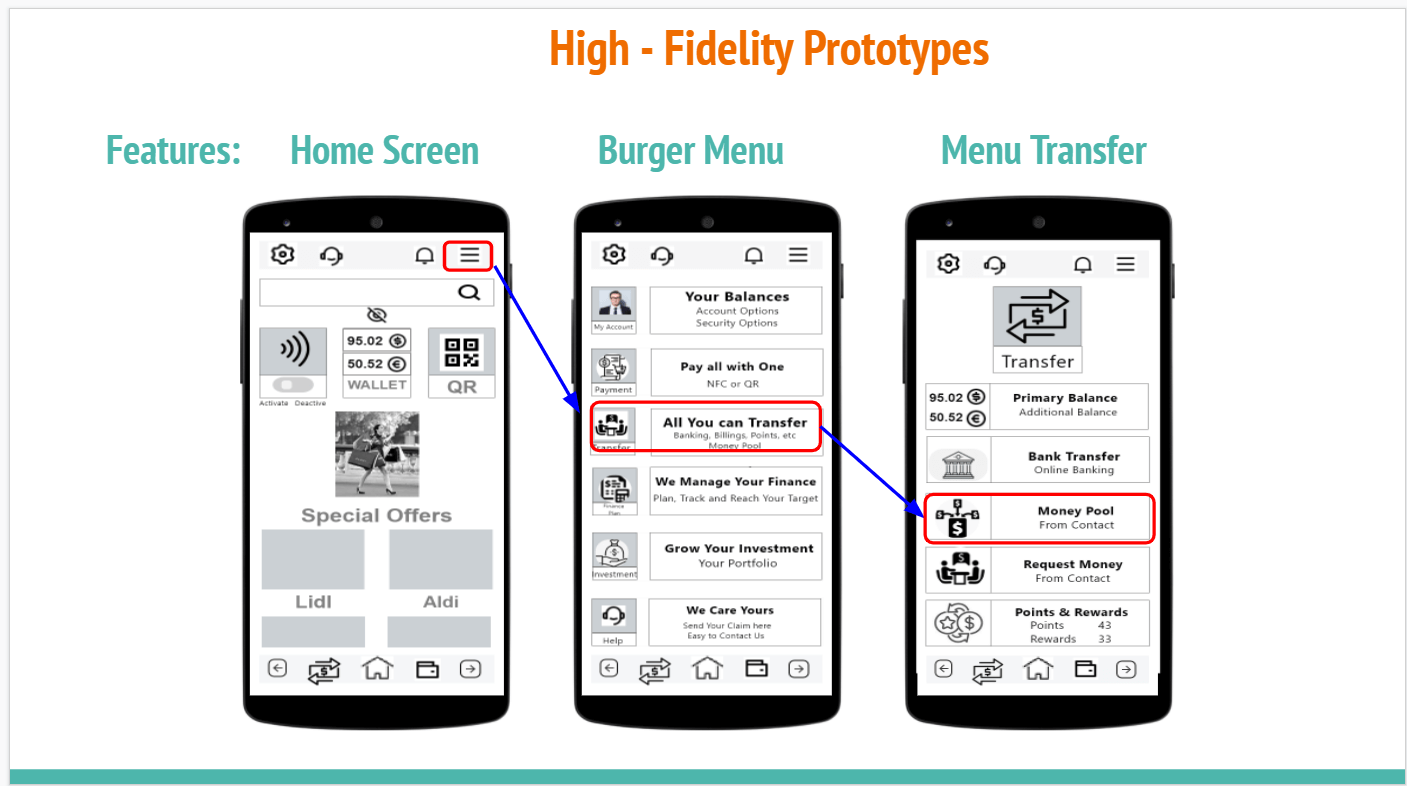 High - Fidelity Prototypes
Features:
Home Screen
Burger Menu
Menu Transfer
95.02 $
50.52 €
WALLET
QR
Activate Deactive
Special Offers
Lidl
Aldi
My Account
Your Balances
Account Options
Security Options
Payment
Pay all with One
NFC or QR
Transfer
All You can Transfer
Banking, Billings, Points, etc
Money Pool
Finance
Plan
We Manage Your Finance
Plan, Track and Reach Your Target
Investment
Grow Your Investment
Your Portfolio
Help
We Care Yours
Send Your Claim here
Easy to Contact Us
Transfer
95.02 $
50.52 €
Primary Balance
Additional Balance
Bank Transfer
Online Banking
Money Pool
From Contact
Request Money
From Contact
Points & Rewards
Points 43
Rewards 33